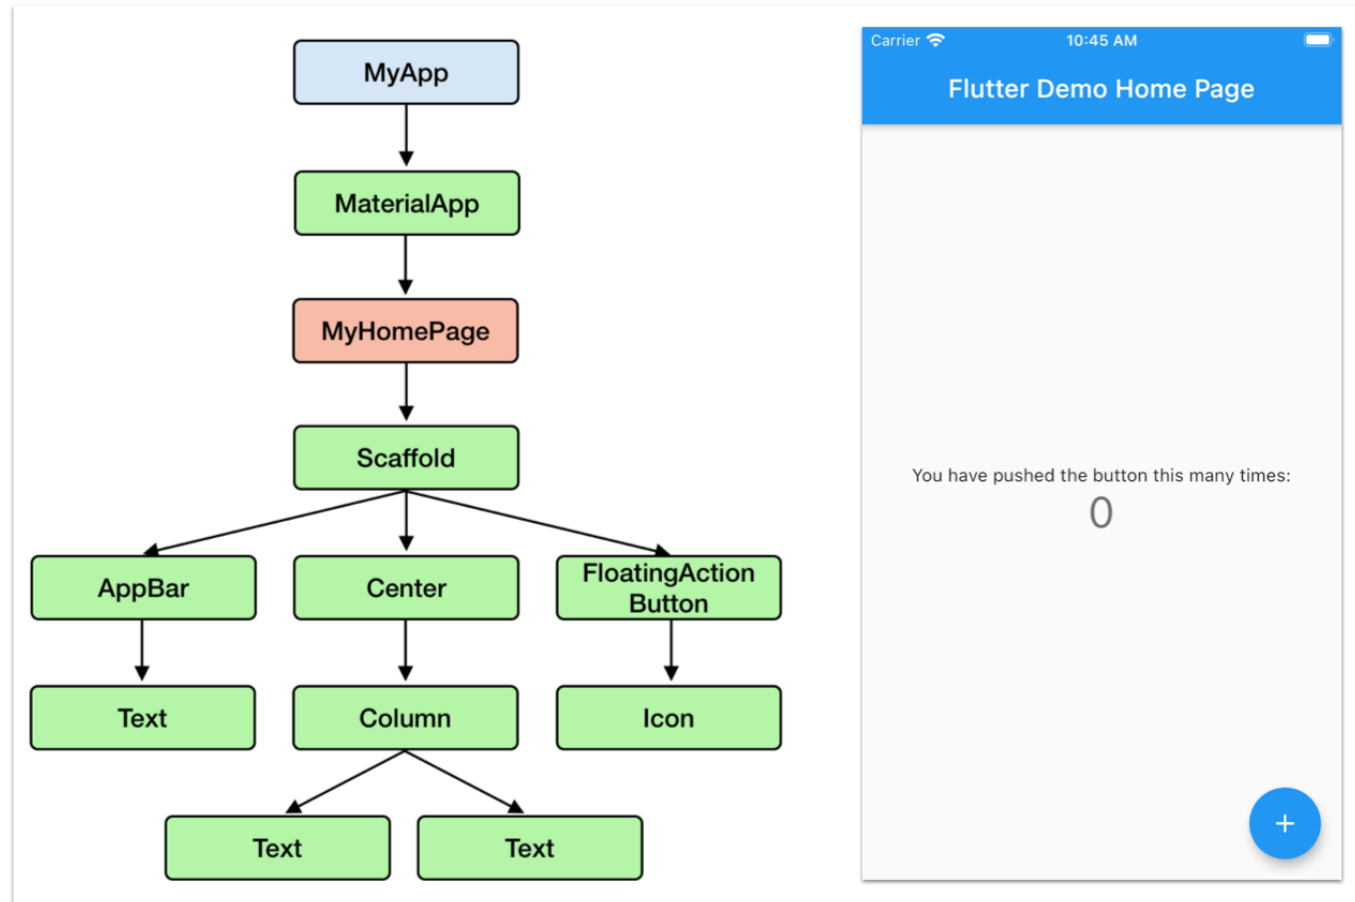 MyApp
MaterialApp
MyHomePage
Scaffold
AppBar
Center
FloatingAction
Button
Text
Column
Icon
Text
Text
Carrier
10:45 AM
Flutter Demo Home Page
You have pushed the button this many times:
0
+